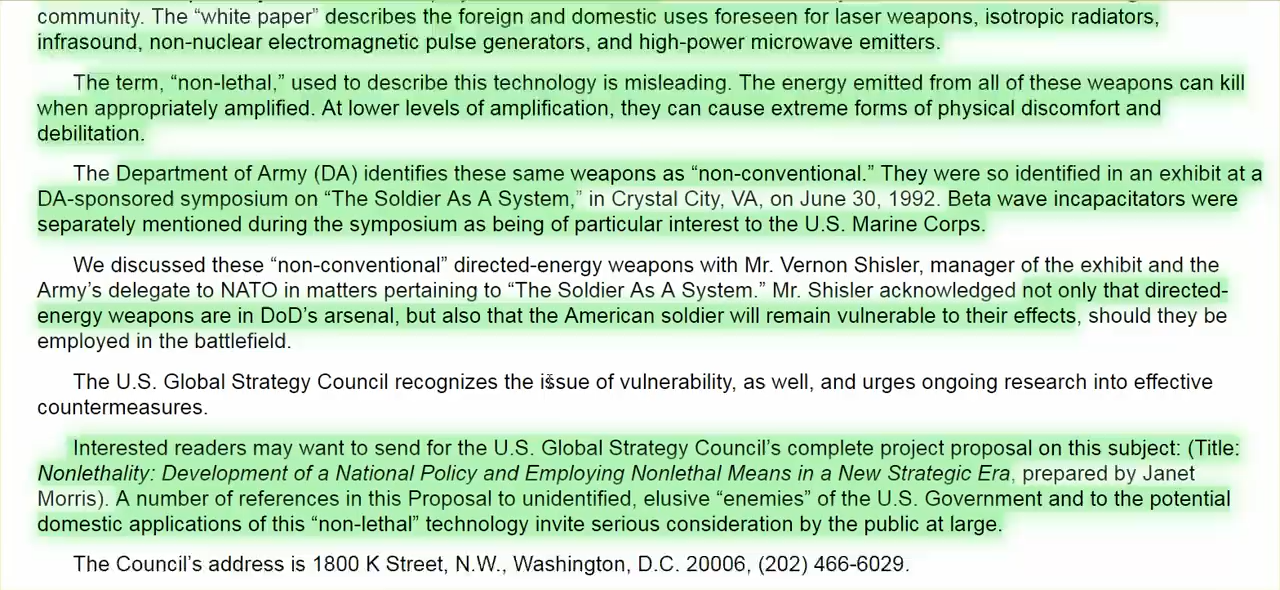 community. The “white paper” describes the foreign and domestic uses foreseen for laser weapons, isotropic radiators,
infrasound, non-nuclear electromagnetic pulse generators, and high-power microwave emitters.
The term, “non-lethal,” used to describe this technology is misleading. The energy emitted from all of these weapons can kill
when appropriately amplified. At lower levels of amplification, they can cause extreme forms of physical discomfort and
debilitation.
The Department of Army (DA) identifies these same weapons as “non-conventional.” They were so identified in an exhibit at a
DA-sponsored symposium on “The Soldier As A System,” in Crystal City, VA, on June 30, 1992. Beta wave incapacitators were
separately mentioned during the symposium as being of particular interest to the U.S. Marine Corps.
We discussed these “non-conventional” directed-energy weapons with Mr. Vernon Shisler, manager of the exhibit and the
Army’s delegate to NATO in matters pertaining to “The Soldier As A System.” Mr. Shisler acknowledged not only that directed-
energy weapons are in DoD’s arsenal, but also that the American soldier will remain vulnerable to their effects, should they be
employed in the battlefield.
The U.S. Global Strategy Council recognizes the issue of vulnerability, as well, and urges ongoing research into effective
countermeasures.
Interested readers may want to send for the U.S. Global Strategy Council’s complete project proposal on this subject: (Title:
Nonlethality: Development of a National Policy and Employing Nonlethal Means in a New Strategic Era, prepared by Janet
Morris). A number of references in this Proposal to unidentified, elusive “enemies” of the U.S. Government and to the potential
domestic applications of this “non-lethal” technology invite serious consideration by the public at large.
The Council’s address is 1800 K Street, N.W., Washington, D.C. 20006, (202) 466-6029.